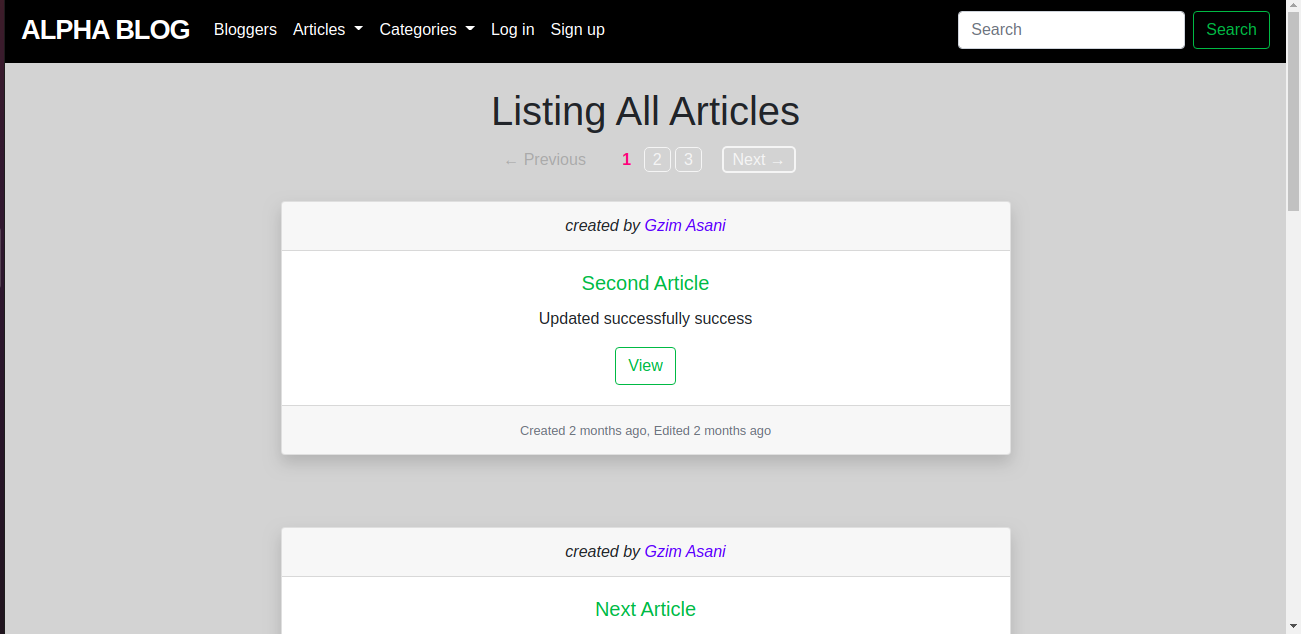 ALPHA BLOG Bloggers Articles Categories Log in Sign up Search Search
Listing All Articles
← Previous 1 2 3 Next →
created by Gzim Asani
Second Article
Updated successfully success
View
Created 2 months ago, Edited 2 months ago
created by Gzim Asani
Next Article